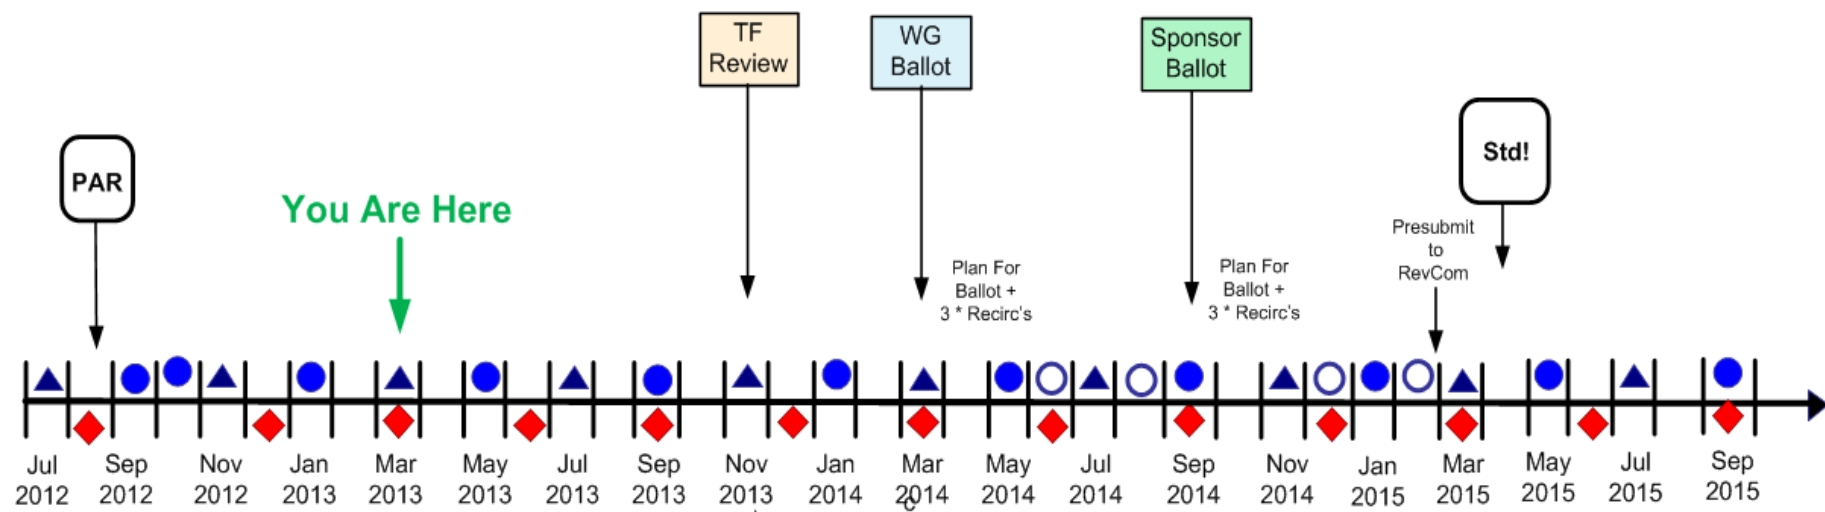 TF
Review
WG
Ballot
Sponsor
Ballot
PAR
You Are Here
Std!
Plan For
Ballot +
3 * Recirc's
Plan For
Ballot +
3 * Recirc's
Presubmit
to
RevCom
Jul
2012
Sep
2012
Nov
2012
Jan
2013
Mar
2013
May
2013
Jul
2013
Sep
2013
Nov
2013
Jan
2014
Mar
2014
May
2014
Jul
2014
Sep
2014
Nov
2014
Jan
2015
Mar
2015
May
2015
Jul
2015
Sep
2015